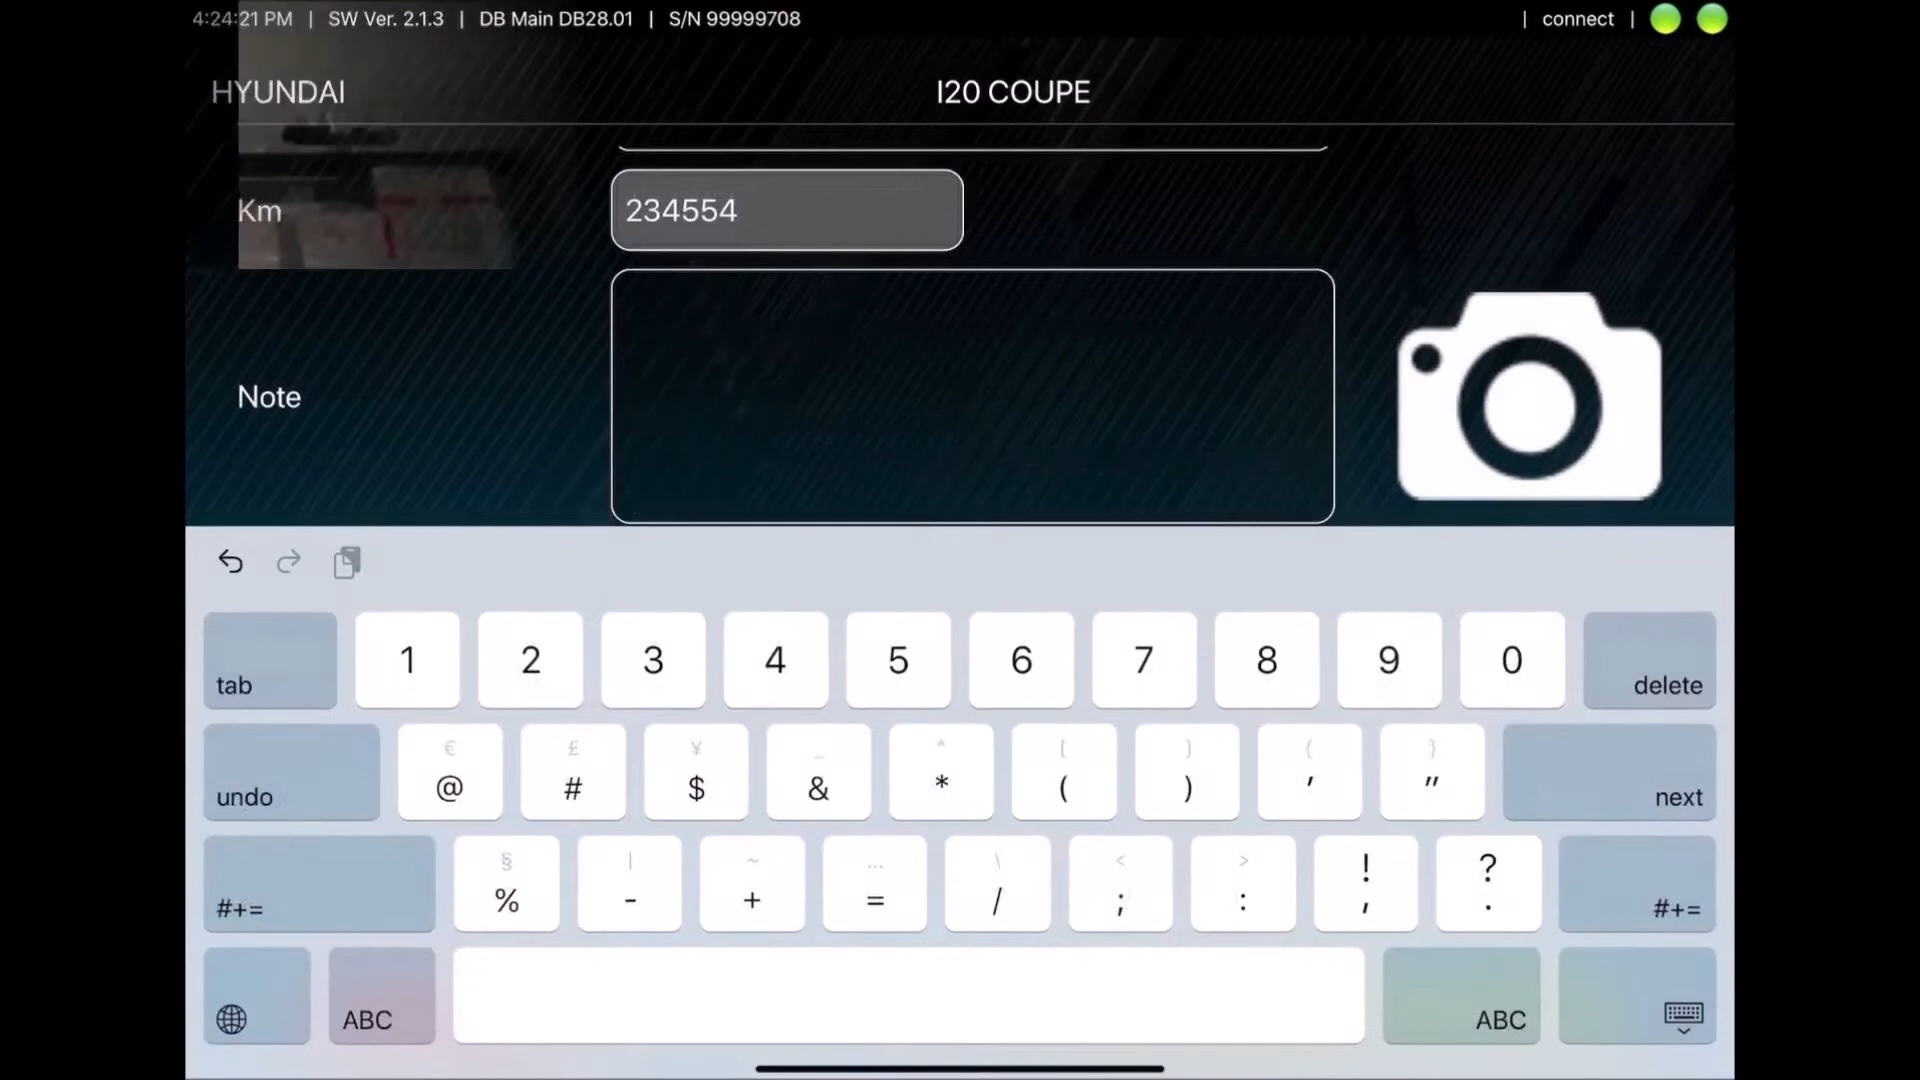 4:24:21 PM | SW Ver. 2.1.3 | DB Main DB28.01 | S/N 99999708 | connect |
HYUNDAI I20 COUPE
Km 234554
Note
tab 1 2 3 4 5 6 7 8 9 0 delete
€ £ ¥ _ ^ [ ] { }
undo @ # $ & * ( ) ' " next
§ | ~ … \ < > ! ?
#+= % - + = / ; : , . #+=
ABC ABC